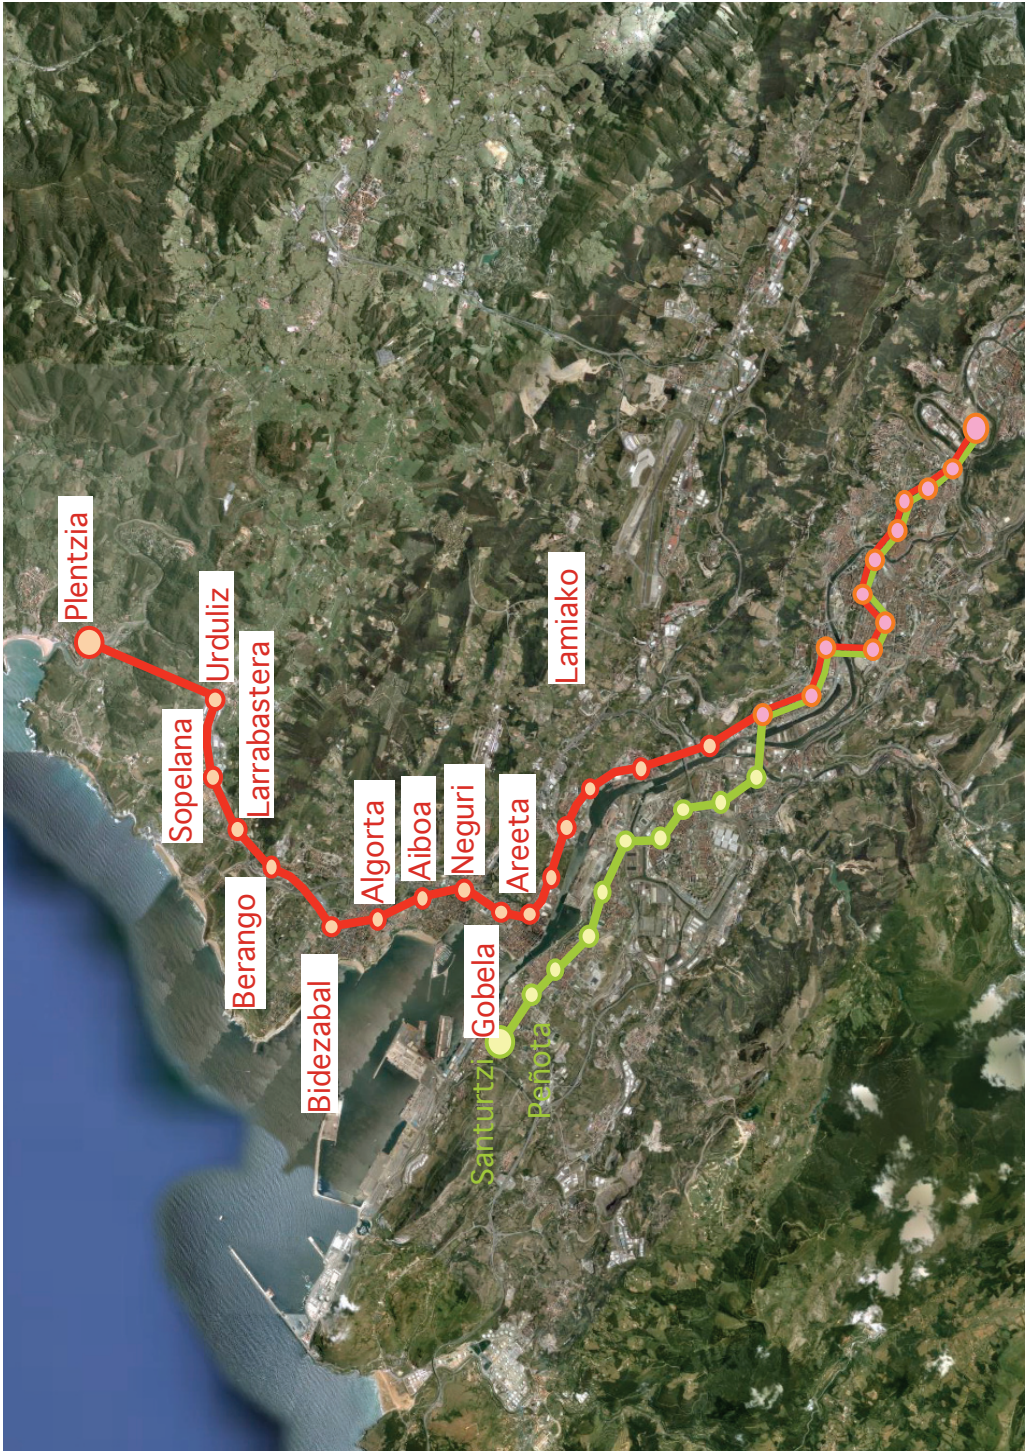 Plentzia
Urduliz
Sopelana
Larrabastera
Berango
Bidezabal
Algorta
Aiboa
Neguri
Gobela
Areeta
Lamiako
Santurtzi
Peñota